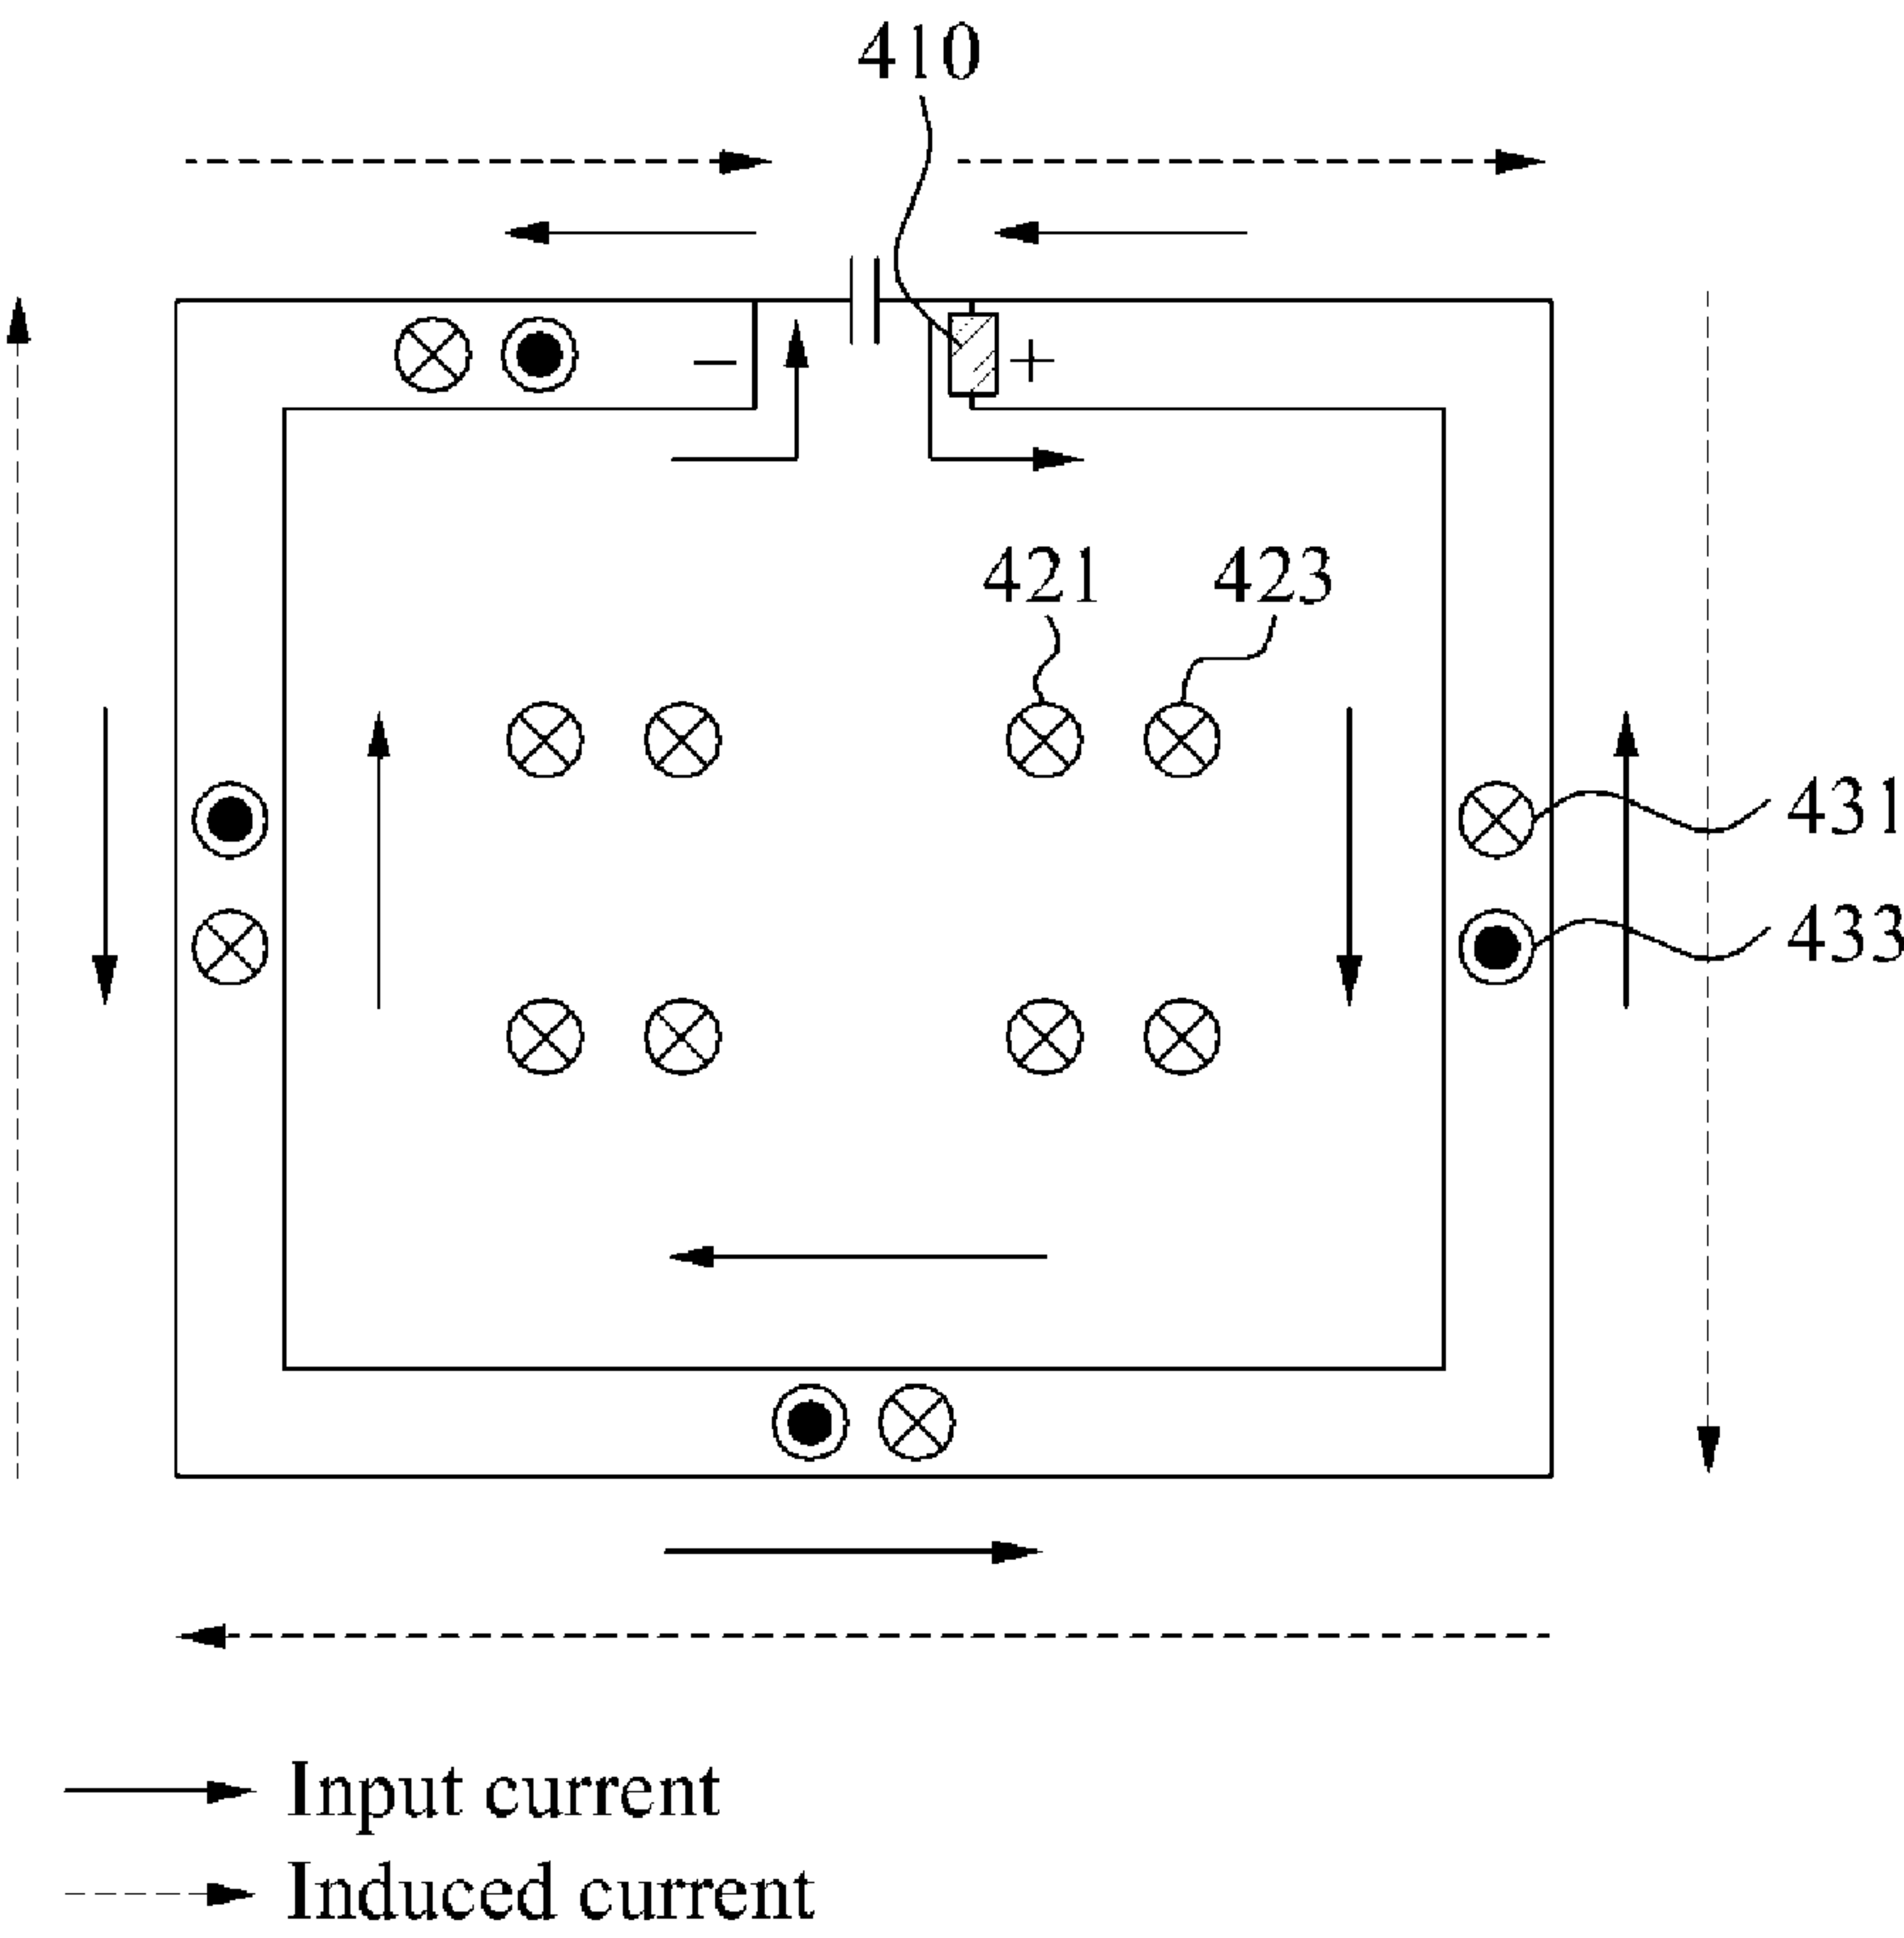 410
− +
421 423
431
433
Input current
Induced current